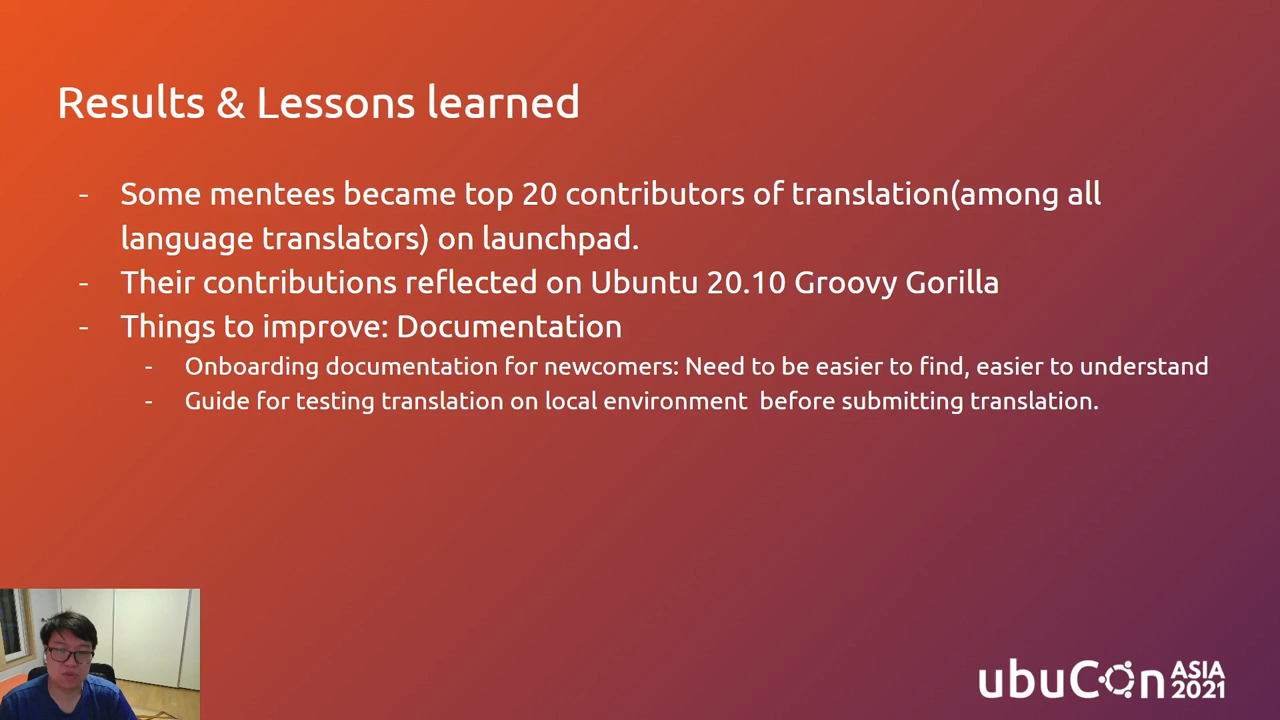 Results & Lessons learned
- Some mentees became top 20 contributors of translation(among all
language translators) on launchpad.
- Their contributions reflected on Ubuntu 20.10 Groovy Gorilla
- Things to improve: Documentation
- Onboarding documentation for newcomers: Need to be easier to find, easier to understand
- Guide for testing translation on local environment  before submitting translation.
ubuCon ASIA
2021